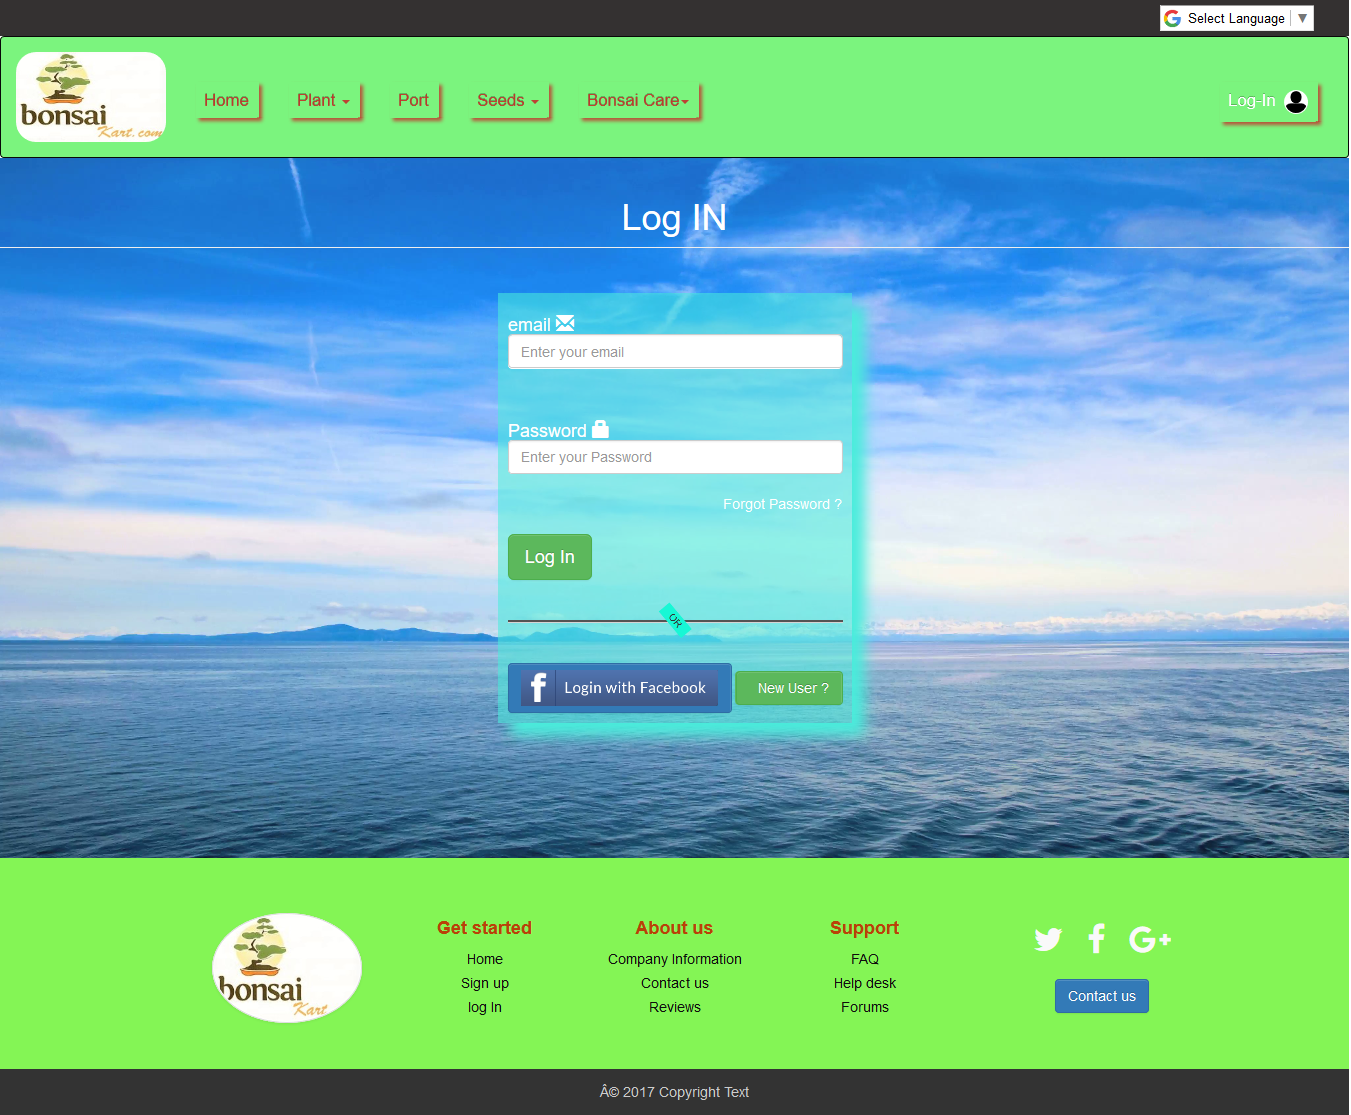 Select Language ▼
bonsai
Kart.com
Home
Plant
Port
Seeds
Bonsai Care
Log-In
Log IN
email
Enter your email
Password
Enter your Password
Forgot Password ?
Log In
OR
f Login with Facebook
New User ?
bonsai
Kart
Get started
Home
Sign up
log In
About us
Company Information
Contact us
Reviews
Support
FAQ
Help desk
Forums
Contact us
Â© 2017 Copyright Text